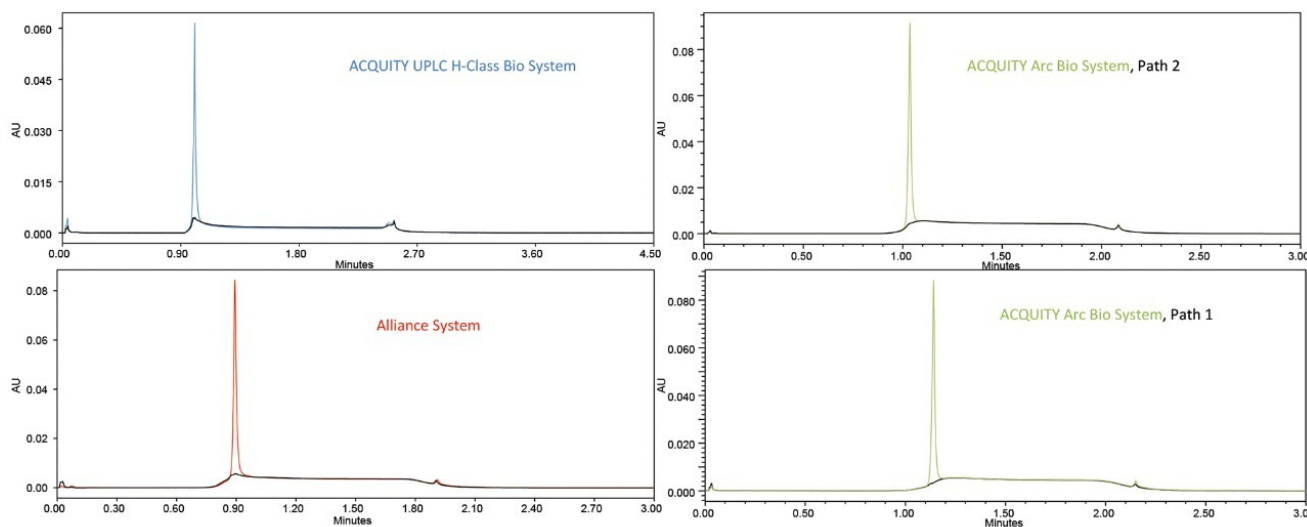 0.060
0.045
0.030
0.015
0.000
AU
ACQUITY UPLC H-Class Bio System
0.00 0.90 1.80 2.70 3.60 4.50
Minutes
0.08
0.06
0.04
0.02
0.00
AU
ACQUITY Arc Bio System, Path 2
0.00 0.50 1.00 1.50 2.00 2.50 3.00
Minutes
0.08
0.06
0.04
0.02
0.00
AU
Alliance System
0.00 0.30 0.60 0.90 1.20 1.50 1.80 2.10 2.40 2.70 3.00
Minutes
0.080
0.060
0.040
0.020
0.000
AU
ACQUITY Arc Bio System, Path 1
0.00 1.00 2.00 3.0
Minutes